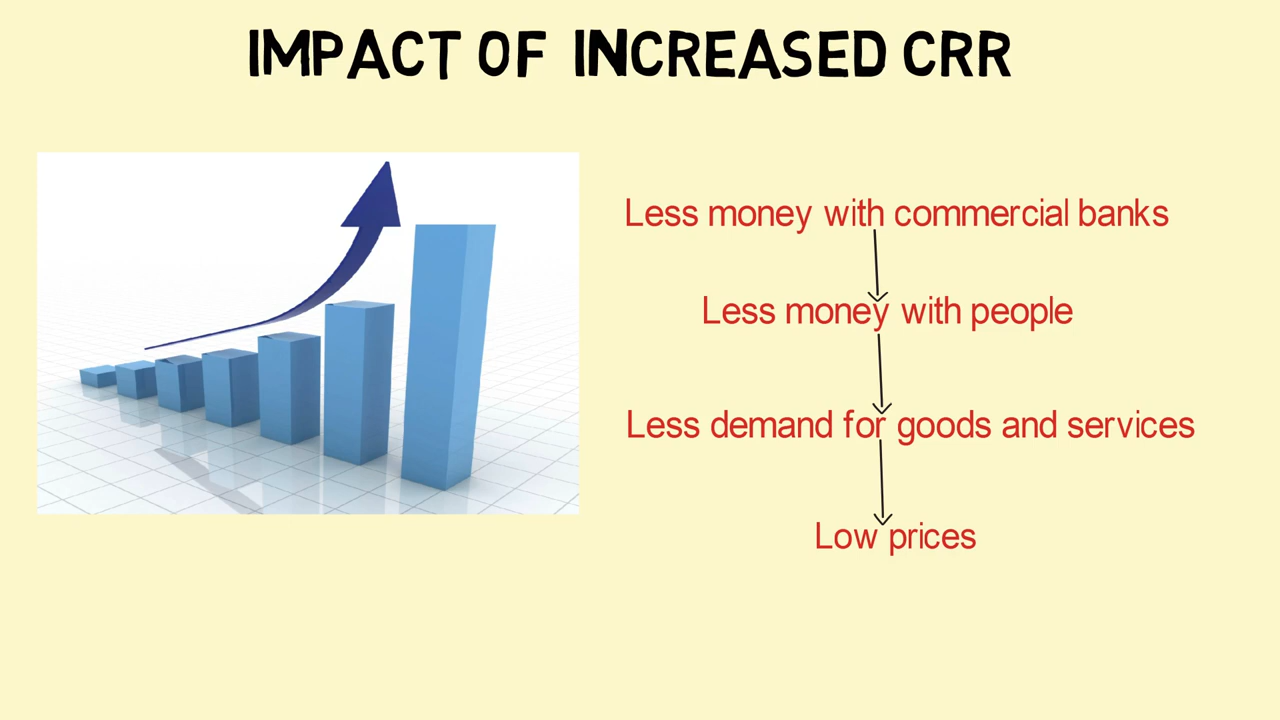 IMPACT OF INCREASED CRR
Less money with commercial banks
Less money with people
Less demand for goods and services
Low prices